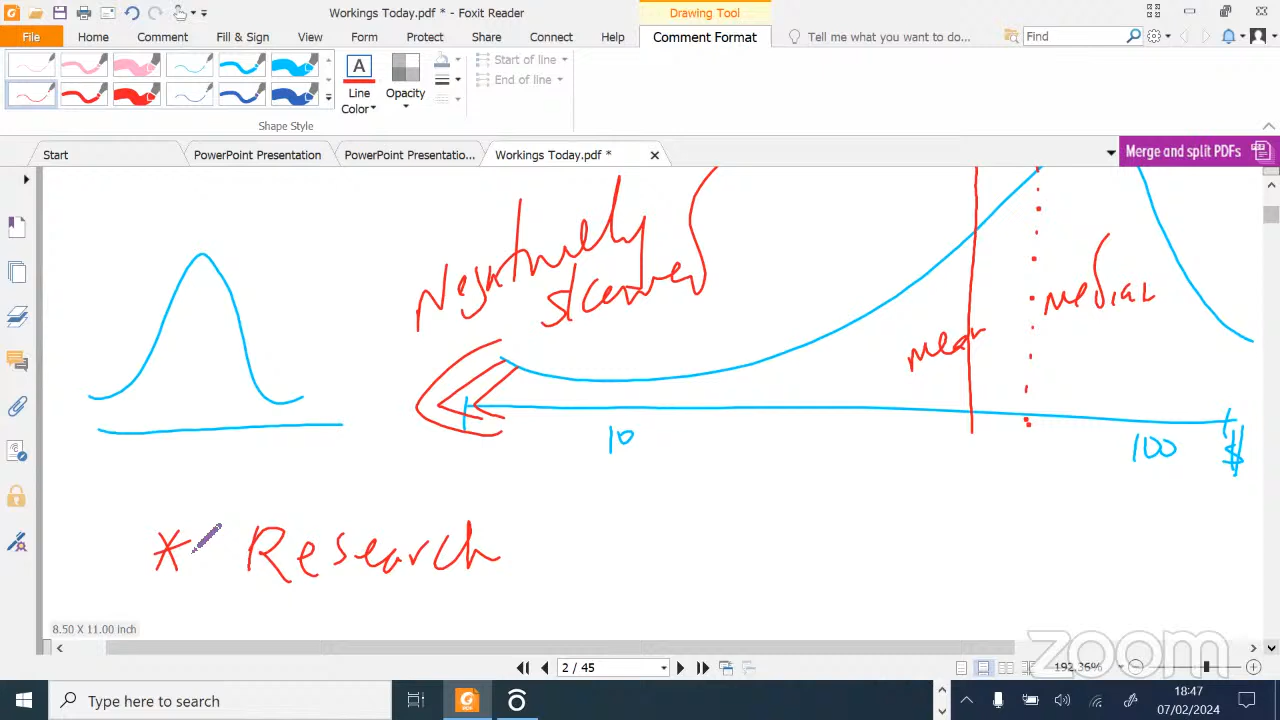 Workings Today.pdf * - Foxit Reader
Drawing Tool
File
Home
Comment
Fill & Sign
View
Form
Protect
Share
Connect
Help
Comment Format
Tell me what you want to do...
Find
A
Line
Color
Opacity
Start of line
End of line
Shape Style
Start
PowerPoint Presentation
PowerPoint Presentatio...
Workings Today.pdf *
Merge and split PDFs
Negatively
skewed
median
mean
10
100
$
* Research
8.50 x 11.00 inch
2 / 45
192.36%
zoom
Type here to search
18:47
07/02/2024